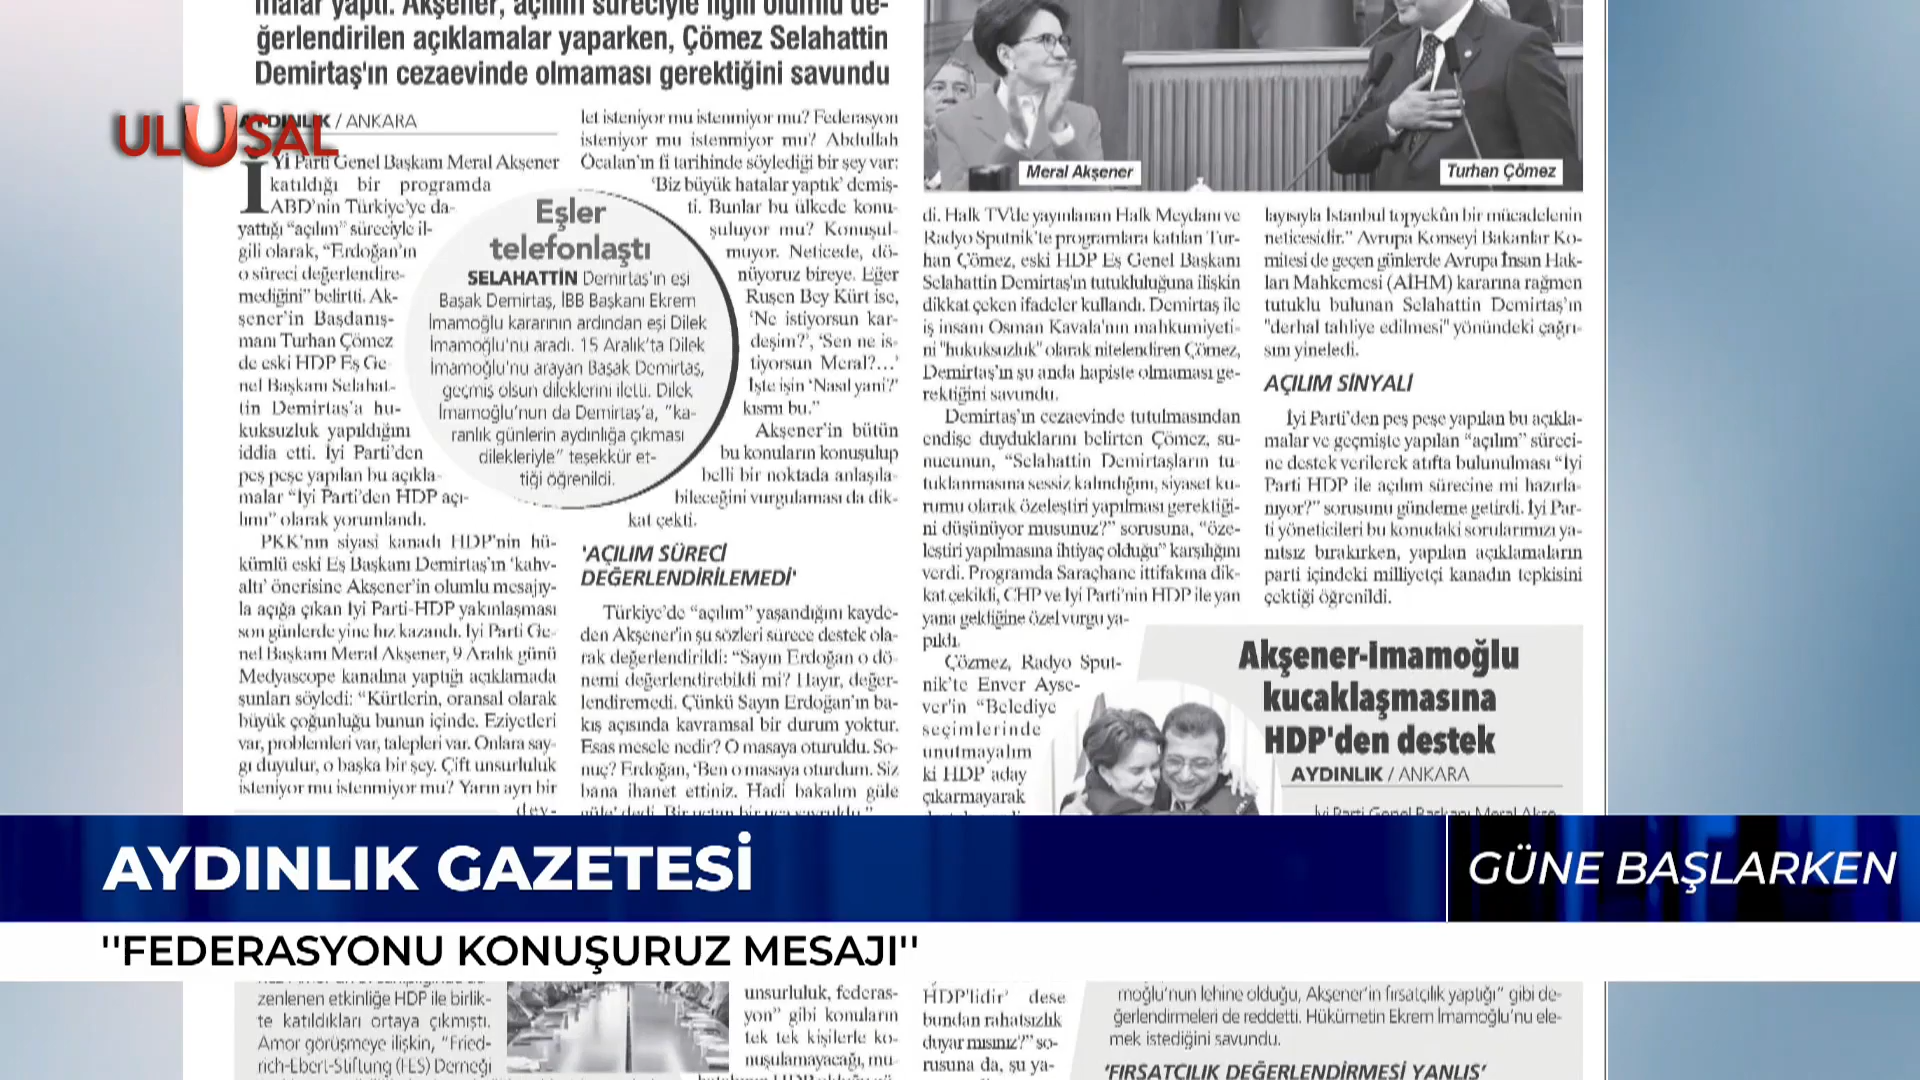 malar yaptı. Akşener, açılım süreciyle ilgili olumlu de-
ğerlendirilen açıklamalar yaparken, Çömez Selahattin
Demirtaş'ın cezaevinde olmaması gerektiğini savundu
ULUSAL
AYDINLIK / ANKARA
İYİ Parti Genel Başkanı Meral Akşener
katıldığı bir programda
ABD'nin Türkiye'ye da-
yattığı "açılım" süreciyle il-
gili olarak, "Erdoğan'ın
o süreci değerlendire-
mediğini" belirtti. Ak-
şener'in Başdanış-
manı Turhan Çömez
de eski HDP Eş Ge-
nel Başkanı Selahat-
tin Demirtaş'a hu-
kuksuzluk yapıldığını
iddia etti. İyi Parti'den
peş peşe yapılan bu açıkla-
malar "İyi Parti'den HDP açı-
lımı" olarak yorumlandı.
PKK'nın siyasi kanadı HDP'nin hü-
kümlü eski Eş Başkanı Demirtaş'ın 'kahv-
altı' önerisine Akşener'in olumlu mesajıy-
la açığa çıkan İyi Parti-HDP yakınlaşması
son günlerde yine hız kazandı. İyi Parti Ge-
nel Başkanı Meral Akşener, 9 Aralık günü
Medyascope kanalına yaptığı açıklamada
şunları söyledi: "Kürtlerin, oransal olarak
büyük çoğunluğu bunun içinde. Eziyetleri
var, problemleri var, talepleri var. Onlara say-
gı duyulur, o başka bir şey. Çift unsurluluk
isteniyor mu istenmiyor mu? Yarın ayrı bir
dev-
Eşler
telefonlaştı
SELAHATTİN Demirtaş'ın eşi
Başak Demirtaş, İBB Başkanı Ekrem
İmamoğlu kararının ardından eşi Dilek
İmamoğlu'nu aradı. 15 Aralık'ta Dilek
İmamoğlu'nu arayan Başak Demirtaş,
geçmiş olsun dileklerini iletti. Dilek
İmamoğlu'nun da Demirtaş'a, "ka-
ranlık günlerin aydınlığa çıkması
dilekleriyle" teşekkür et-
tiği öğrenildi.
let isteniyor mu istenmiyor mu? Federasyon
isteniyor mu istenmiyor mu? Abdullah
Öcalan'ın fi tarihinde söylediği bir şey var:
'Biz büyük hatalar yaptık' demiş-
ti. Bunlar bu ülkede konu-
şuluyor mu? Konuşul-
muyor. Neticede, dö-
nüyoruz bireye. Eğer
Ruşen Bey Kürt ise,
'Ne istiyorsun kar-
deşim?', 'Sen ne is-
tiyorsun Meral?...'
İşte işin 'Nasıl yani?'
kısmı bu."
Akşener'in bütün
bu konuların konuşulup
belli bir noktada anlaşıla-
bileceğini vurgulaması da dik-
kat çekti.
'AÇILIM SÜRECİ
DEĞERLENDİRİLEMEDİ'
Türkiye'de "açılım" yaşandığını kayde-
den Akşener'in şu sözleri sürece destek ola-
rak değerlendirildi: "Sayın Erdoğan o dö-
nemi değerlendirebildi mi? Hayır, değer-
lendiremedi. Çünkü Sayın Erdoğan'ın ba-
kış açısında kavramsal bir durum yoktur.
Esas mesele nedir? O masaya oturuldu. So-
nuç? Erdoğan, 'Ben o masaya oturdum. Siz
bana ihanet ettiniz. Hadi bakalım güle
güle' dedi. Bir uçtan bir uca savruldu."
Meral Akşener
Turhan Çömez
di. Halk TV'de yayınlanan Halk Meydanı ve
Radyo Sputnik'te programlara katılan Tur-
han Çömez, eski HDP Eş Genel Başkanı
Selahattin Demirtaş'ın tutukluluğuna ilişkin
dikkat çeken ifadeler kullandı. Demirtaş ile
iş insanı Osman Kavala'nın mahkumiyeti-
ni "hukuksuzluk" olarak nitelendiren Çömez,
Demirtaş'ın şu anda hapiste olmaması ge-
rektiğini savundu.
Demirtaş'ın cezaevinde tutulmasından
endişe duyduklarını belirten Çömez, su-
nucunun, "Selahattin Demirtaşların tu-
tuklanmasına sessiz kalındığını, siyaset ku-
rumu olarak özeleştiri yapılması gerektiği-
ni düşünüyor musunuz?" sorusuna, "öze-
leştiri yapılmasına ihtiyaç olduğu" karşılığını
verdi. Programda Saraçhane ittifakına dik-
kat çekildi, CHP ve İyi Parti'nin HDP ile yan
yana geldiğine özel vurgu ya-
pıldı.
Çözmez, Radyo Sput-
nik'te Enver Ayse-
ver'in "Belediye
seçimlerinde
unutmayalım
ki HDP aday
çıkarmayarak
layısıyla İstanbul topyekûn bir mücadelenin
neticesidir." Avrupa Konseyi Bakanlar Ko-
mitesi de geçen günlerde Avrupa İnsan Hak-
ları Mahkemesi (AİHM) kararına rağmen
tutuklu bulunan Selahattin Demirtaş'ın
"derhal tahliye edilmesi" yönündeki çağrı-
sını yineledi.
AÇILIM SİNYALİ
İyi Parti'den peş peşe yapılan bu açıkla-
malar ve geçmişte yapılan "açılım" süreci-
ne destek verilerek atıfta bulunulması "İyi
Parti HDP ile açılım sürecine mi hazırla-
nıyor?" sorusunu gündeme getirdi. İyi Par-
ti yöneticileri bu konudaki sorularımızı ya-
nıtsız bırakırken, yapılan açıklamaların
parti içindeki milliyetçi kanadın tepkisini
çektiği öğrenildi.
Akşener-İmamoğlu
kucaklaşmasına
HDP'den destek
AYDINLIK / ANKARA
İyi Parti Genel Başkanı Meral Akşe-
AYDINLIK GAZETESİ
GÜNE BAŞLARKEN
''FEDERASYONU KONUŞURUZ MESAJI''
zenlenen etkinliğe HDP ile birlik-
te katıldıkları ortaya çıkmıştı.
Amor görüşmeye ilişkin, "Fried-
rich-Ebert-Stiftung (FES) Derneği
unsurluluk, federas-
yon" gibi konuların
tek tek kişilerle ko-
nuşulamayacağı, mu-
HDP'lidir' dese
bundan rahatsızlık
duyar mısınız?" so-
rusuna da, şu ya-
moğlu'nun lehine olduğu, Akşener'in fırsatçılık yaptığı" gibi de-
ğerlendirmeleri de reddetti. Hükümetin Ekrem İmamoğlu'nu ele-
mek istediğini savundu.
'FIRSATÇILIK DEĞERLENDİRMESİ YANLIŞ'